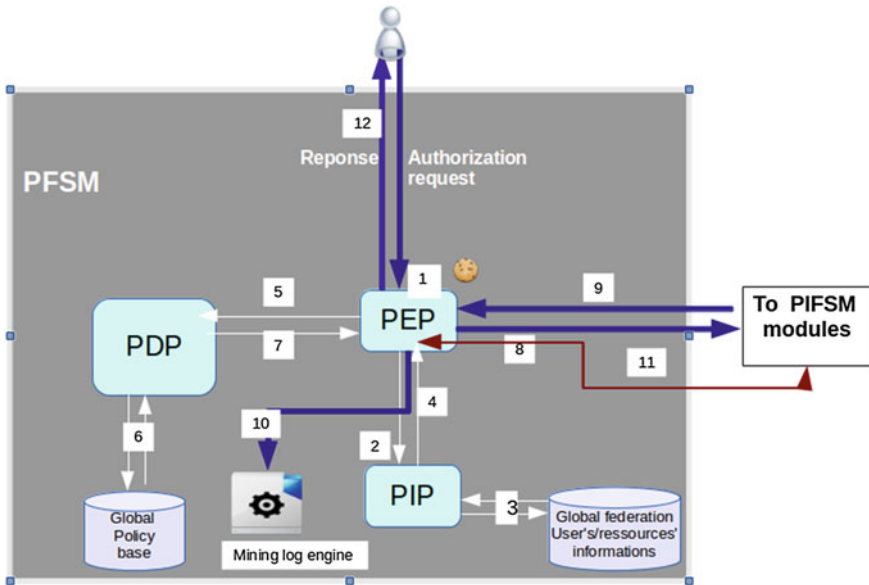 12
Reponse
Authorization
request
PFSM
1
5
9
PEP
To PIFSM
modules
PDP
7
8
11
4
10
2
6
PIP
3
Global
Policy
base
Mining log engine
Global federation
User's/ressources'
informations